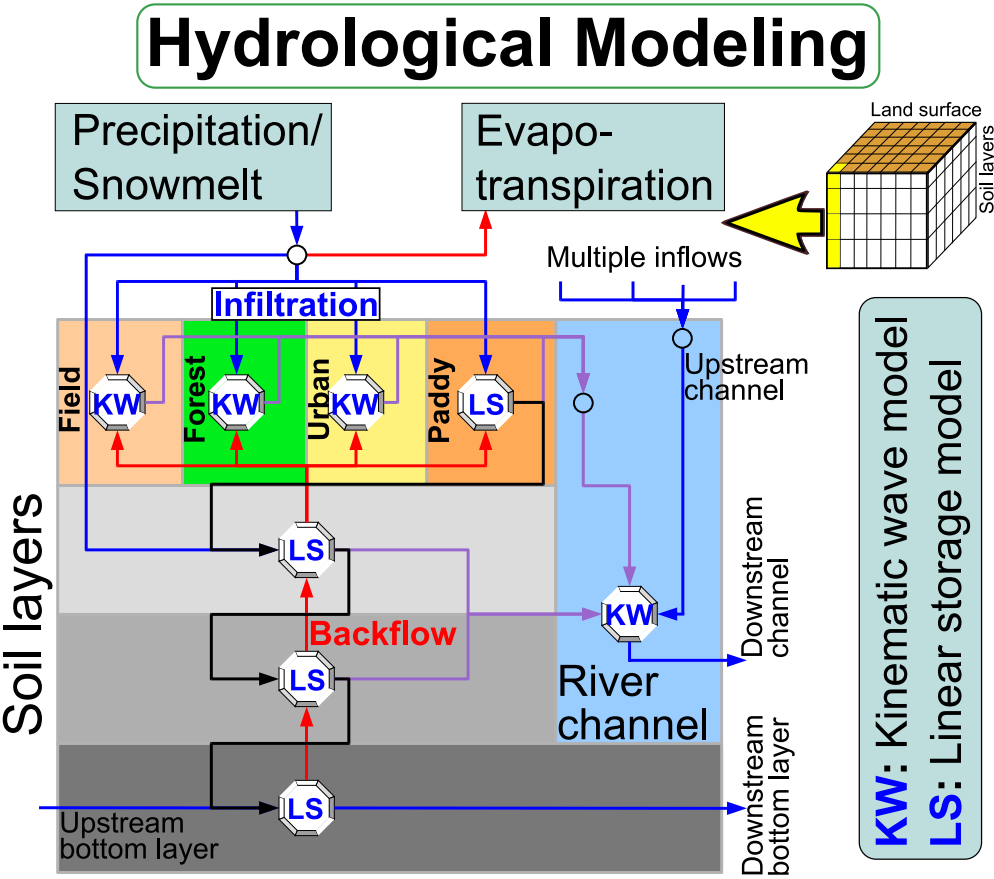 Hydrological Modeling
Precipitation/
Snowmelt
Evapo-
transpiration
Land surface
Soil layers
Multiple inflows
Infiltration
Upstream
channel
Field
KW
Forest
KW
Urban
KW
Paddy
LS
Soil layers
LS
Backflow
LS
KW
River
channel
Downstream
channel
LS
Upstream
bottom layer
Downstream
bottom layer
KW: Kinematic wave model
LS: Linear storage model